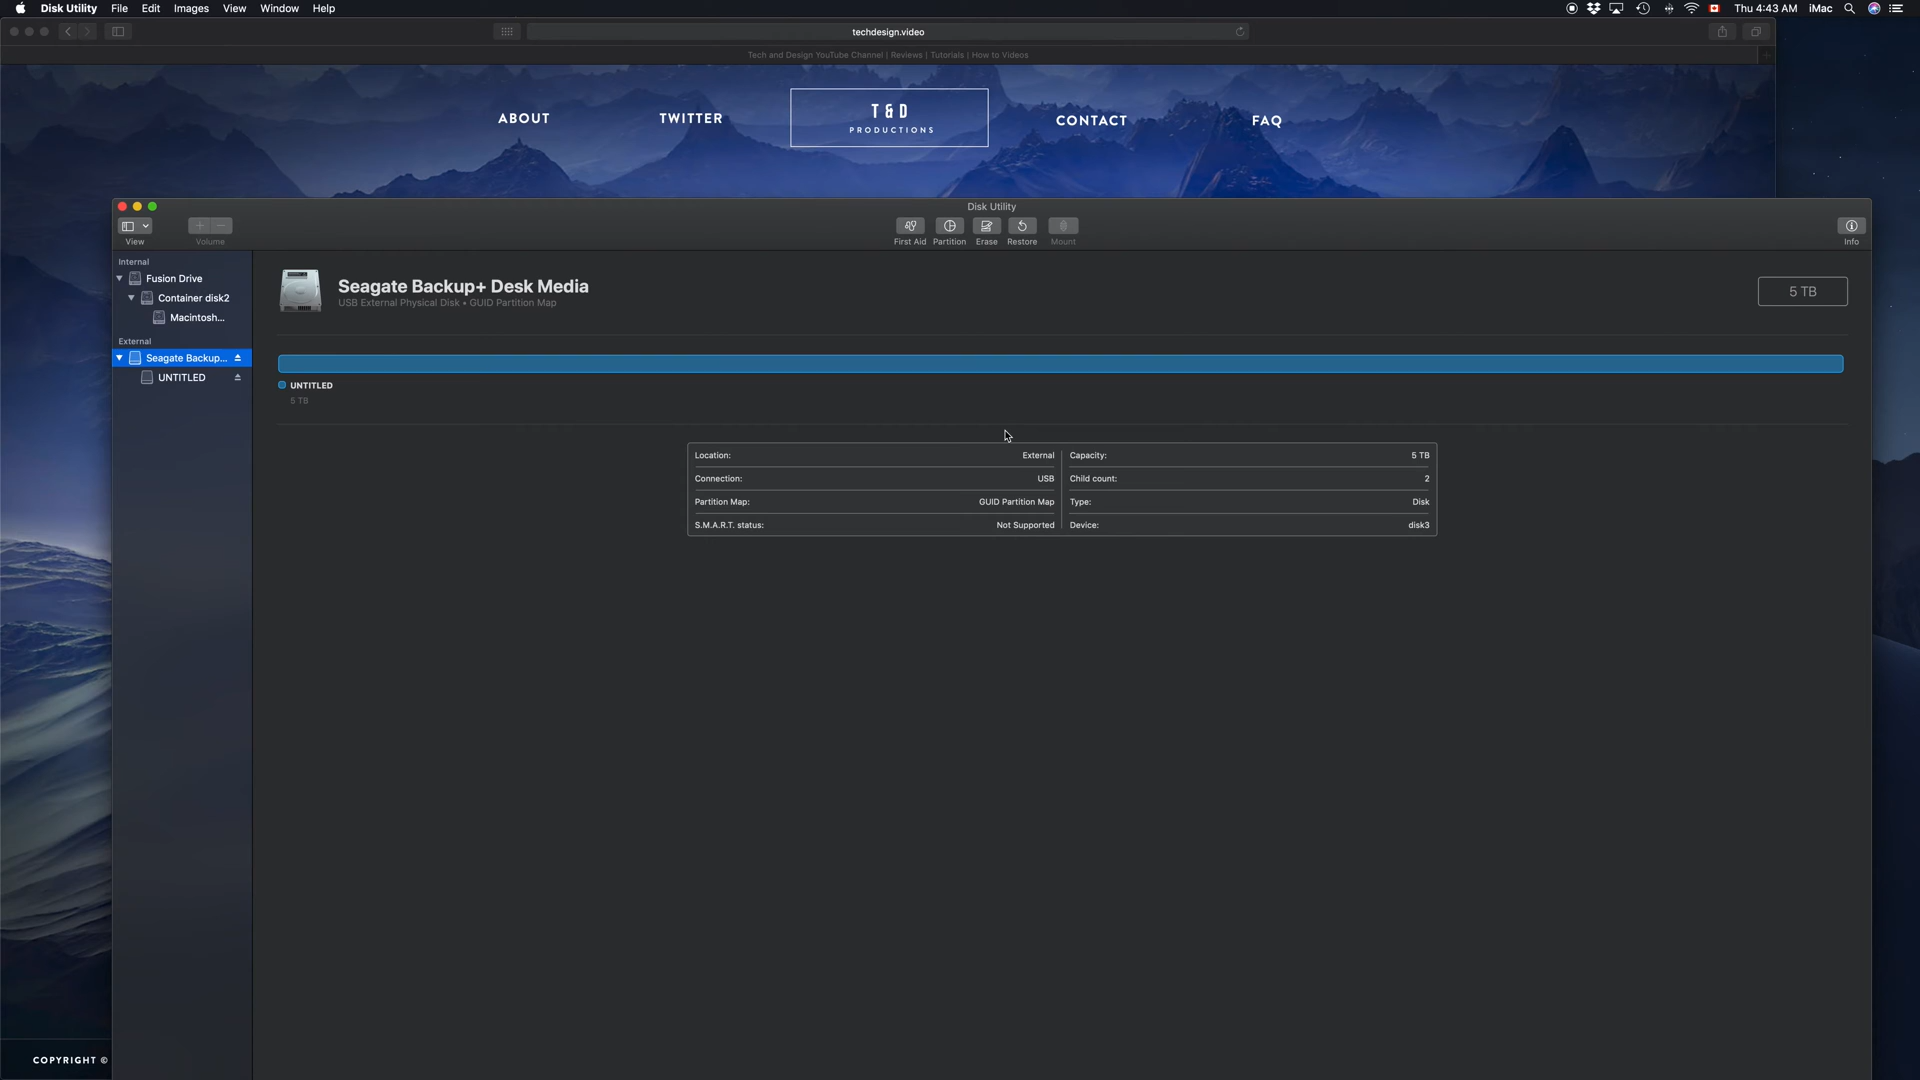 Disk Utility File Edit Images View Window Help Thu 4:43 AM iMac
techdesign.video
Tech and Design YouTube Channel | Reviews | Tutorials | How to Videos
ABOUT TWITTER T & D CONTACT FAQ
PRODUCTIONS
Disk Utility
View Volume First Aid Partition Erase Restore Mount Info
Internal
Fusion Drive
Container disk2
Macintosh...
External
Seagate Backup...
UNTITLED
Seagate Backup+ Desk Media
USB External Physical Disk • GUID Partition Map
5 TB
UNTITLED
5 TB
Location: External Capacity: 5 TB
Connection: USB Child count: 2
Partition Map: GUID Partition Map Type: Disk
S.M.A.R.T. status: Not Supported Device: disk3
COPYRIGHT ©